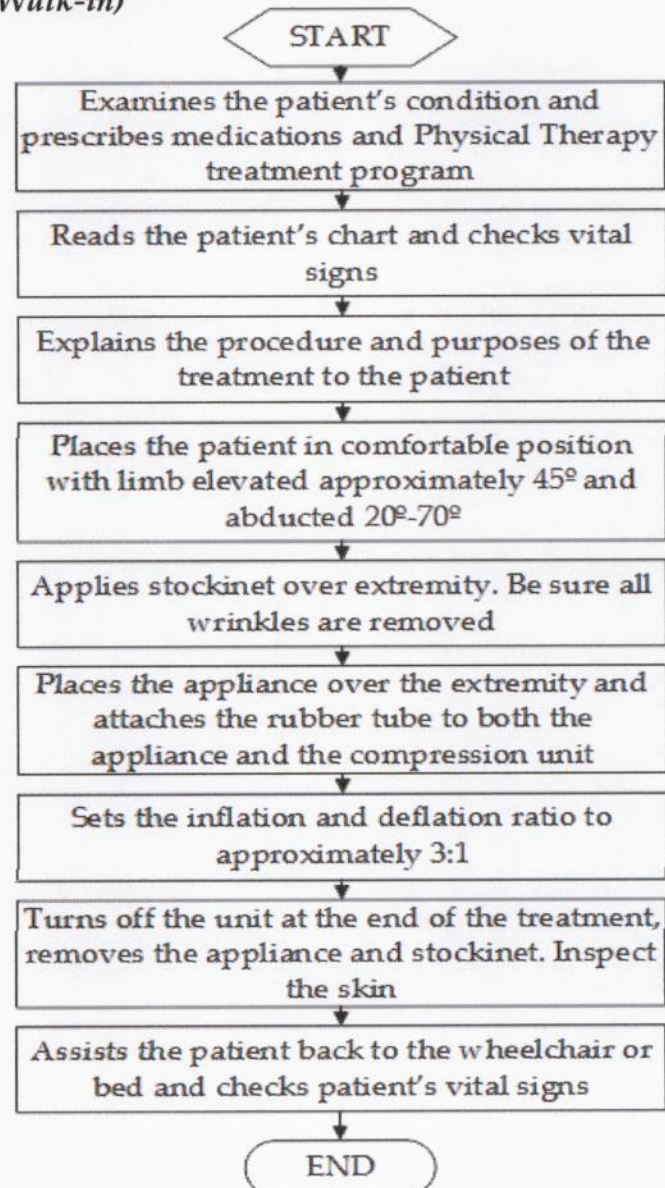 Walk-in)
START
Examines the patient's condition and
prescribes medications and Physical Therapy
treatment program
Reads the patient's chart and checks vital
signs
Explains the procedure and purposes of the
treatment to the patient
Places the patient in comfortable position
with limb elevated approximately 45º and
abducted 20º-70º
Applies stockinet over extremity. Be sure all
wrinkles are removed
Places the appliance over the extremity and
attaches the rubber tube to both the
appliance and the compression unit
Sets the inflation and deflation ratio to
approximately 3:1
Turns off the unit at the end of the treatment,
removes the appliance and stockinet. Inspect
the skin
Assists the patient back to the wheelchair or
bed and checks patient's vital signs
END